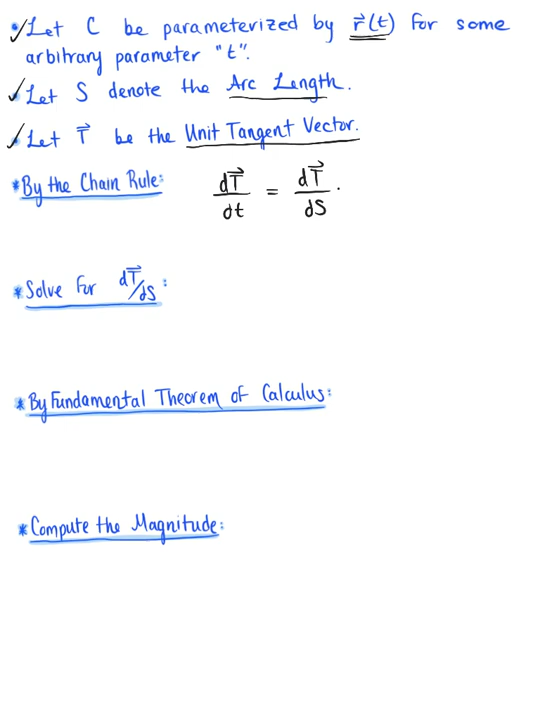 Let C be parameterized by r⃗(t) for some
arbitrary parameter "t".
Let S denote the Arc Length.
Let T⃗ be the Unit Tangent Vector.
*By the Chain Rule: dT⃗/dt = dT⃗/dS ·
*Solve for dT⃗/dS :
*By Fundamental Theorem of Calculus:
*Compute the Magnitude: